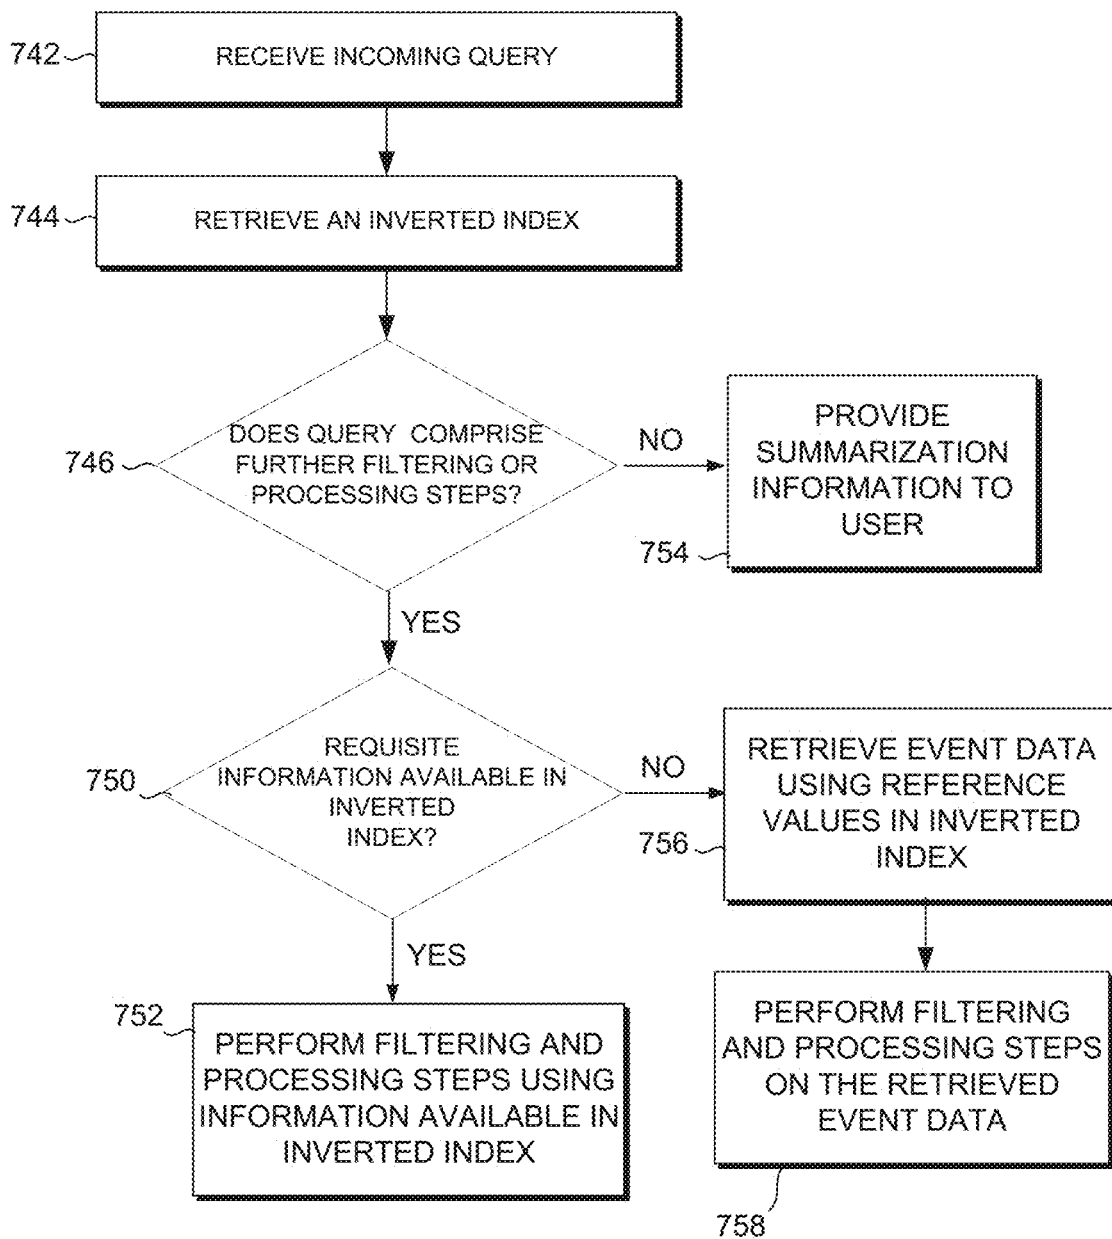 742
RECEIVE INCOMING QUERY
744
RETRIEVE AN INVERTED INDEX
746
DOES QUERY COMPRISE
FURTHER FILTERING OR
PROCESSING STEPS?
NO
PROVIDE
SUMMARIZATION
INFORMATION TO
USER
754
YES
750
REQUISITE
INFORMATION AVAILABLE IN
INVERTED
INDEX?
NO
RETRIEVE EVENT DATA
USING REFERENCE
VALUES IN INVERTED
INDEX
756
YES
752
PERFORM FILTERING AND
PROCESSING STEPS USING
INFORMATION AVAILABLE IN
INVERTED INDEX
PERFORM FILTERING
AND PROCESSING STEPS
ON THE RETRIEVED
EVENT DATA
758